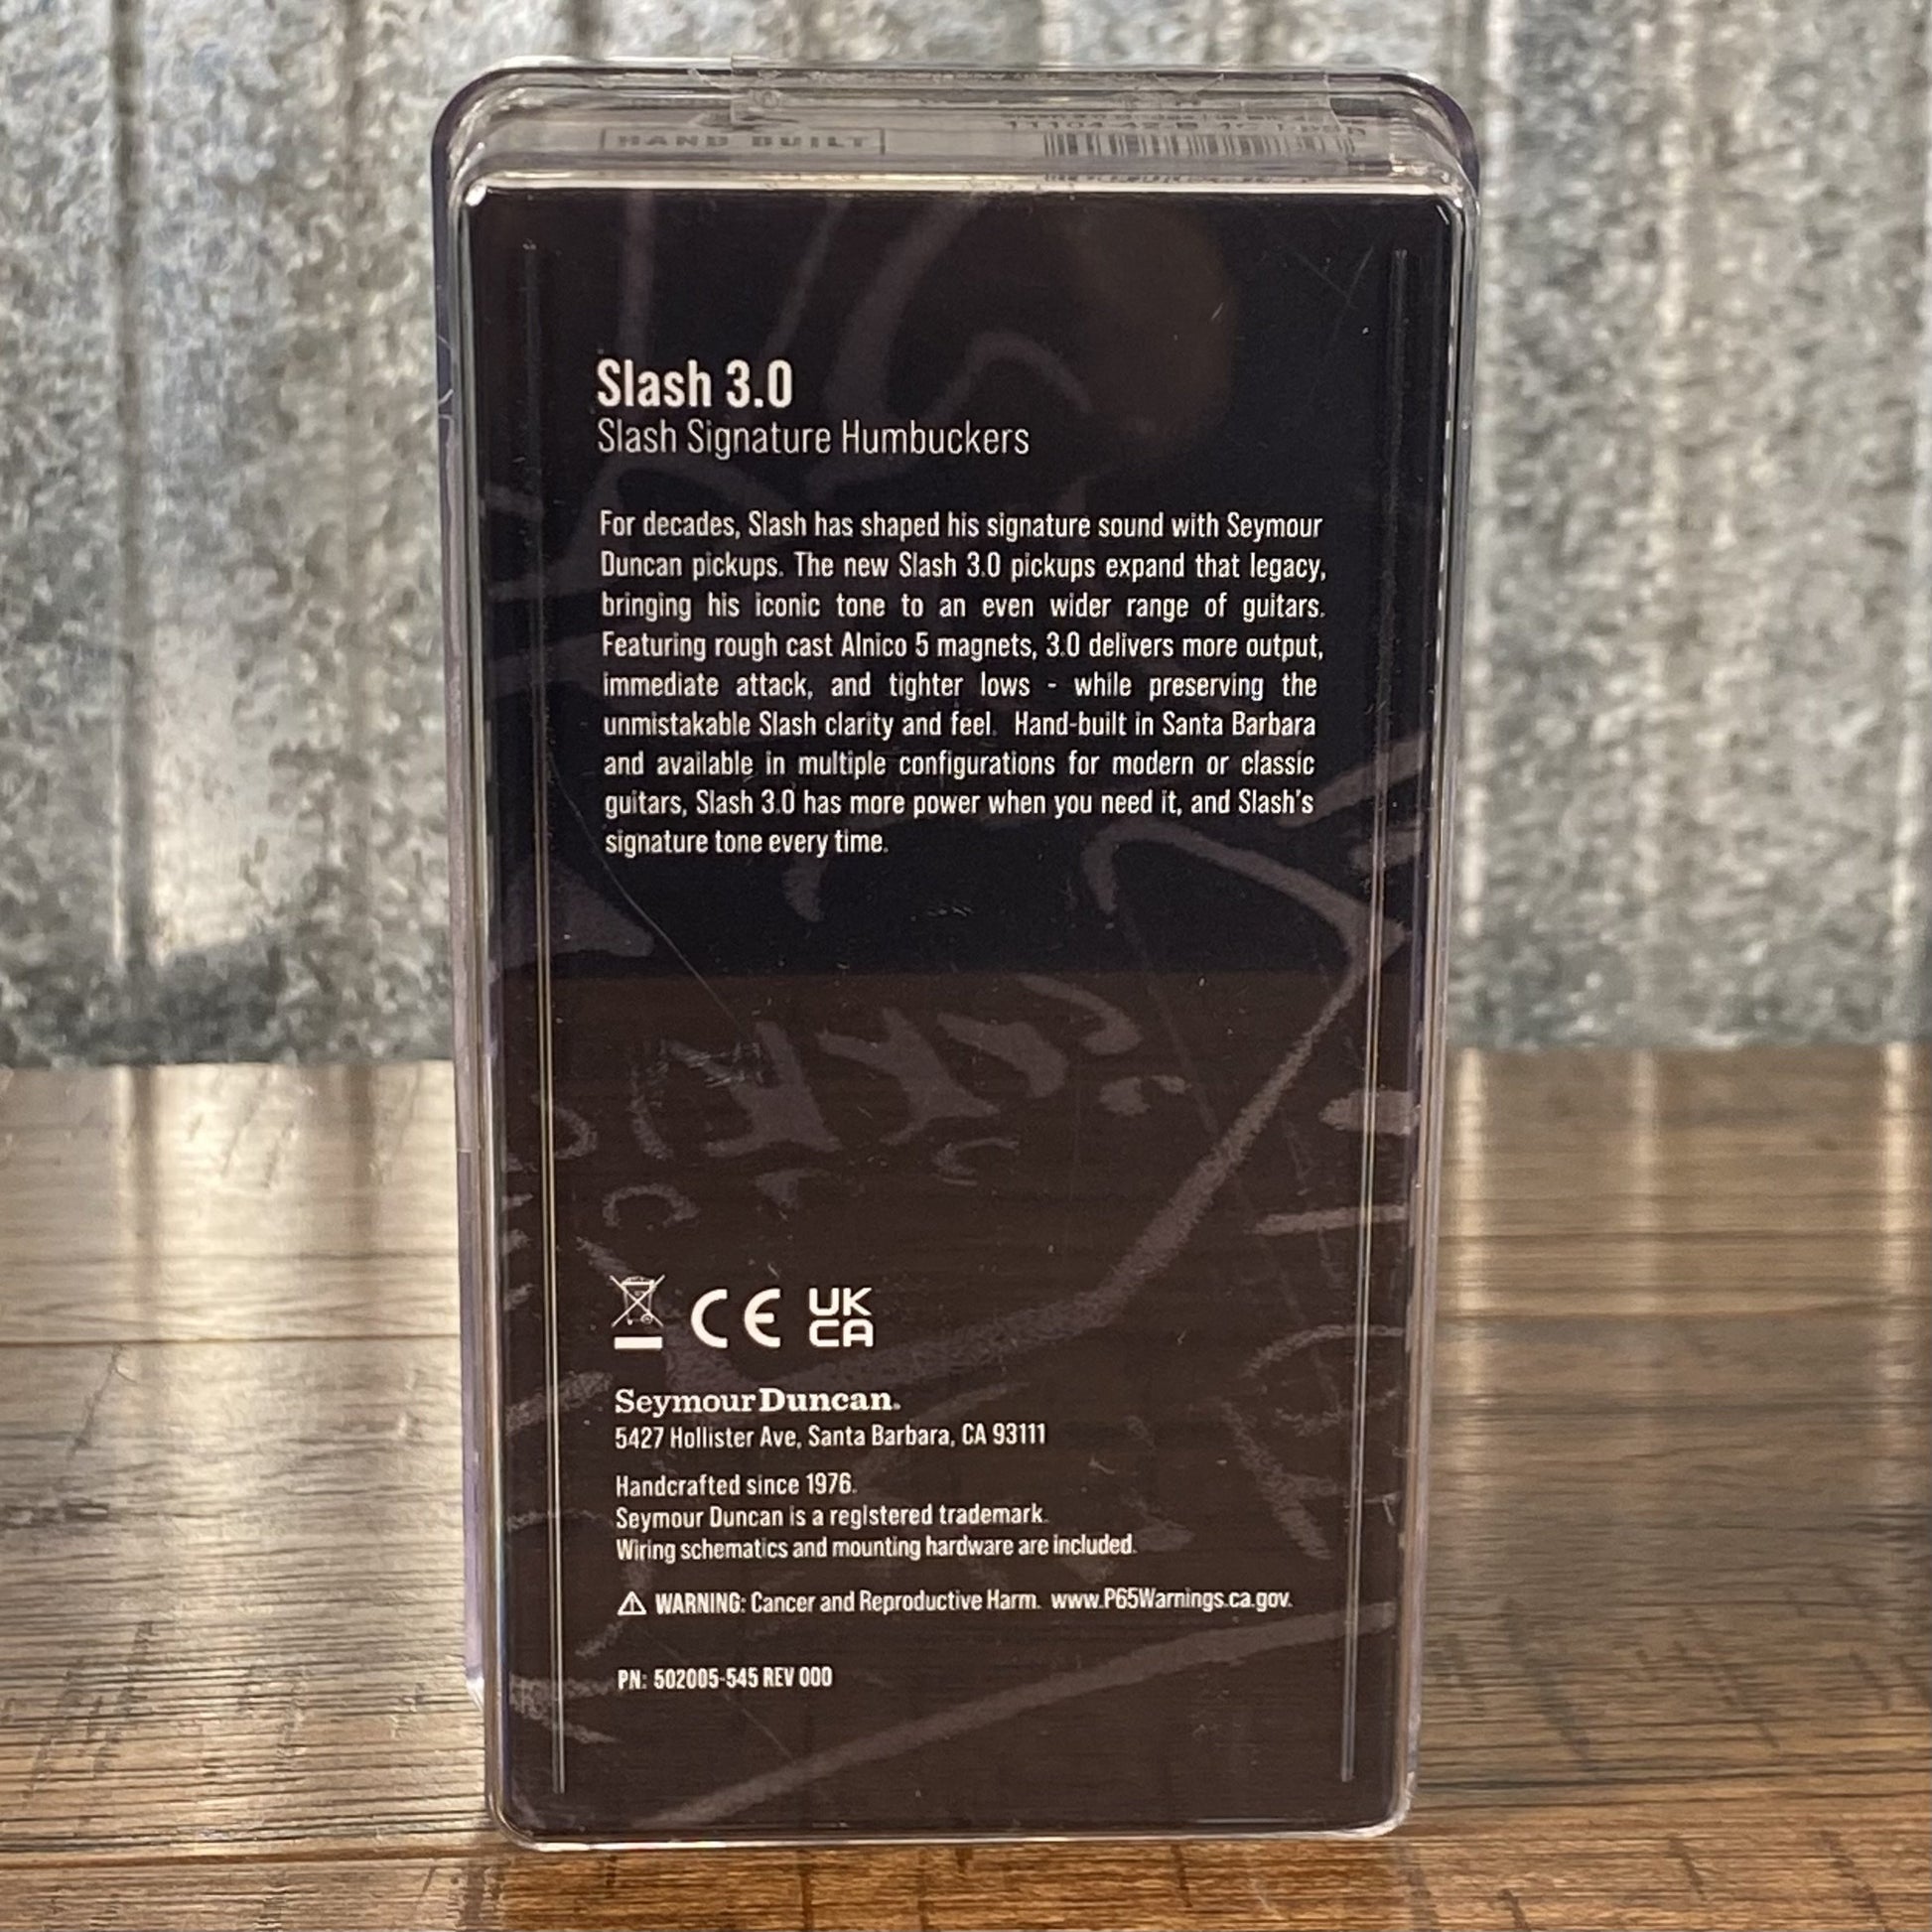 HAND BUILT
Slash 3.0
Slash Signature Humbuckers
For decades, Slash has shaped his signature sound with Seymour
Duncan pickups. The new Slash 3.0 pickups expand that legacy,
bringing his iconic tone to an even wider range of guitars.
Featuring rough cast Alnico 5 magnets, 3.0 delivers more output,
immediate attack, and tighter lows - while preserving the
unmistakable Slash clarity and feel. Hand-built in Santa Barbara
and available in multiple configurations for modern or classic
guitars, Slash 3.0 has more power when you need it, and Slash's
signature tone every time.
CE UK
CA
Seymour Duncan.
5427 Hollister Ave, Santa Barbara, CA 93111
Handcrafted since 1976.
Seymour Duncan is a registered trademark.
Wiring schematics and mounting hardware are included.
WARNING: Cancer and Reproductive Harm. www.P65Warnings.ca.gov.
PN: 502005-545 REV 000